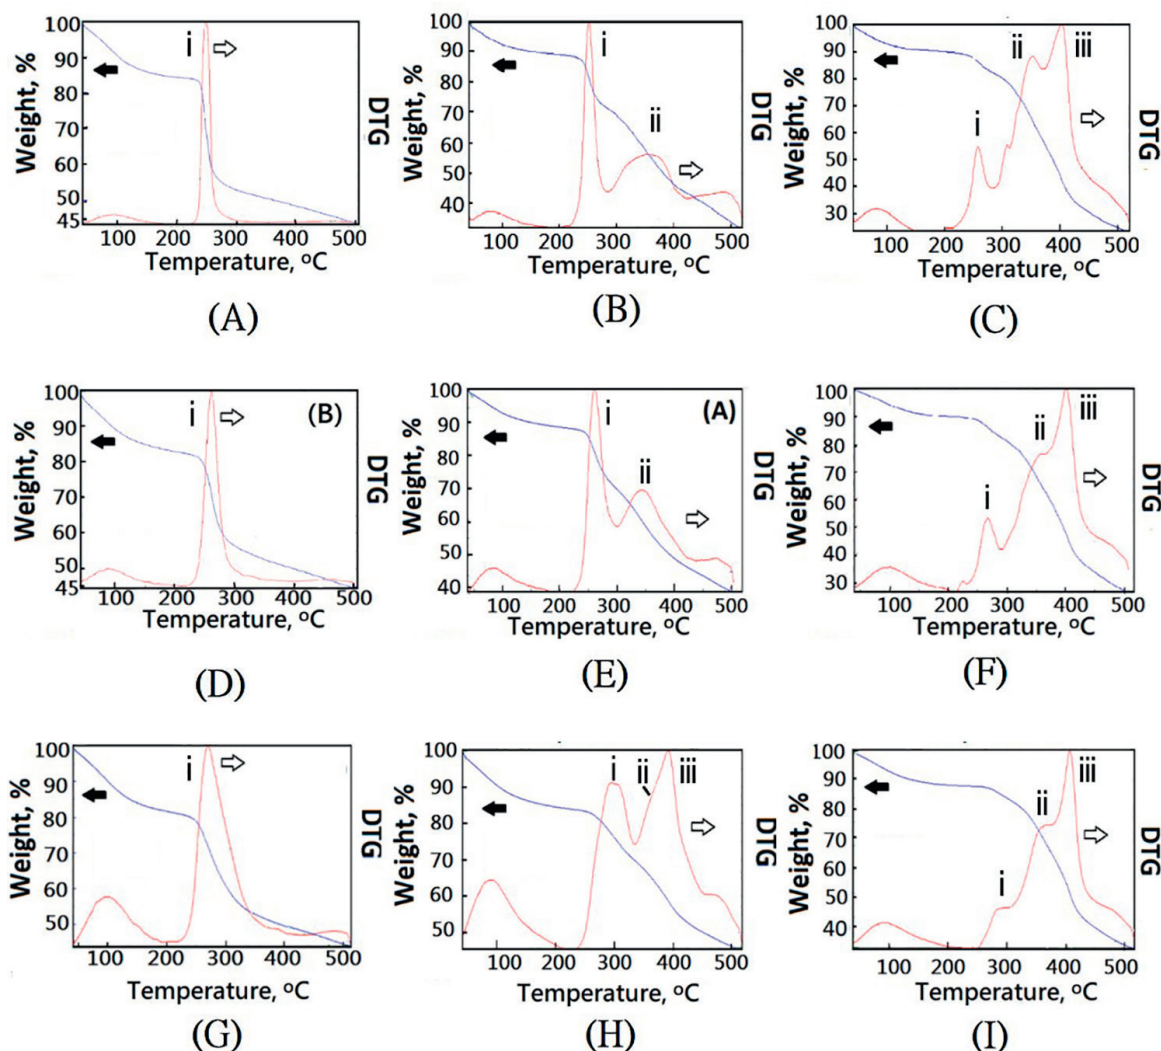 100
90
80
70
60
50
45
Weight, %
i
DTG
100 200 300 400 500
Temperature, ºC
(A)
100
90
80
70
60
50
40
Weight, %
i
ii
DTG
100 200 300 400 500
Temperature, ºC
(B)
100
90
80
70
60
50
40
30
Weight, %
i
ii
iii
DTG
100 200 300 400 500
Temperature, ºC
(C)
100
90
80
70
60
50
45
Weight, %
i
(B)
DTG
100 200 300 400 500
Temperature, ºC
(D)
100
90
80
70
60
50
40
Weight, %
i
ii
(A)
DTG
100 200 300 400 500
Temperature, ºC
(E)
100
90
80
70
60
50
40
30
Weight, %
i
ii
iii
DTG
100 200 300 400 500
Temperature, ºC
(F)
100
90
80
70
60
50
Weight, %
i
DTG
100 200 300 400 500
Temperature, ºC
(G)
100
90
80
70
60
50
Weight, %
i
ii
iii
DTG
100 200 300 400 500
Temperature, ºC
(H)
100
90
80
70
60
50
40
Weight, %
i
ii
iii
DTG
100 200 300 400 500
Temperature, ºC
(I)